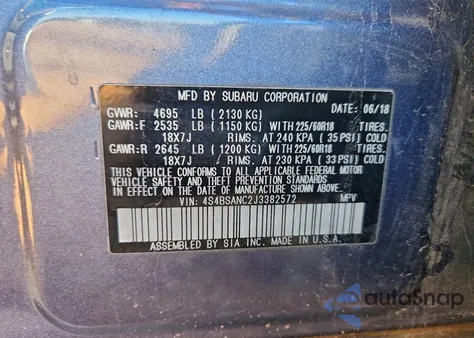 MFD BY SUBARU CORPORATION
DATE: 06/18
GVWR: 4695 LB ( 2130 KG)
GAWR:F 2535 LB ( 1150 KG) WITH 225/60R18 TIRES.
18X7J RIMS. AT 240 KPA ( 35 PSI) COLD
GAWR:R 2645 LB ( 1200 KG) WITH 225/60R18 TIRES.
18X7J RIMS. AT 230 KPA ( 33 PSI) COLD
THIS VEHICLE CONFORMS TO ALL APPLICABLE FEDERAL MOTOR
VEHICLE SAFETY AND THEFT PREVENTION STANDARDS
IN EFFECT ON THE DATE OF MANUFACTURE SHOWN ABOVE.
VIN: 4S4BSANC2J3382572 MPV
ASSEMBLED BY SIA INC. MADE IN U.S.A.
autoSnap